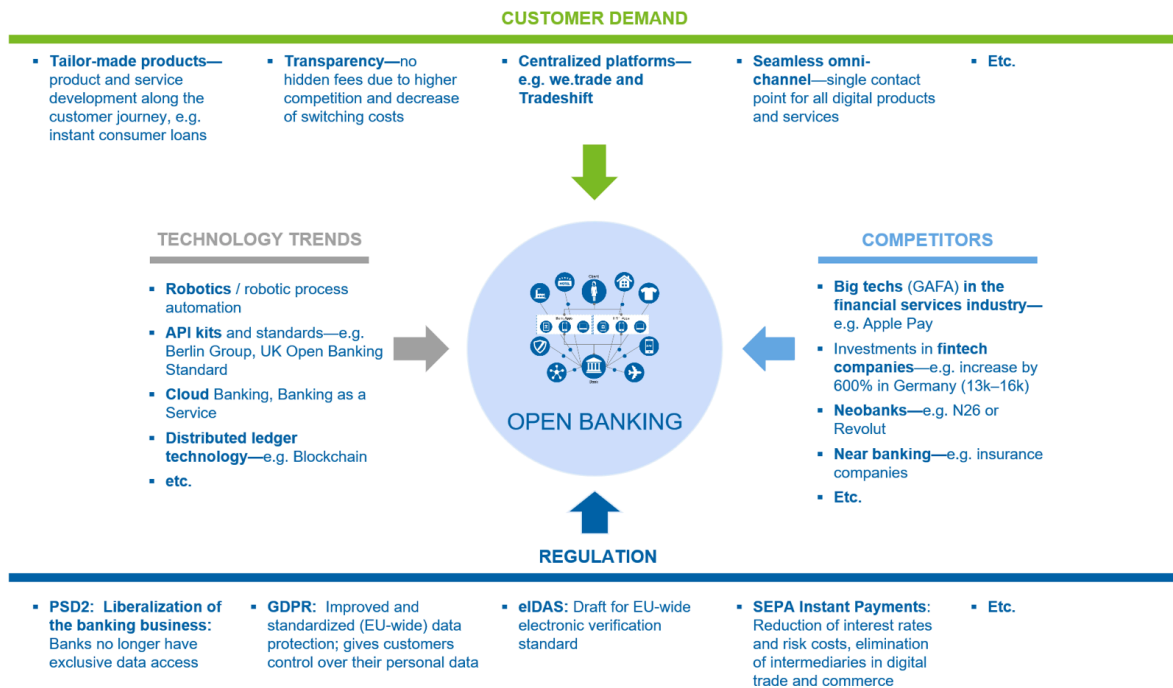 CUSTOMER DEMAND
▪ Tailor-made products—
product and service
development along the
customer journey, e.g.
instant consumer loans
▪ Transparency—no
hidden fees due to higher
competition and decrease
of switching costs
▪ Centralized platforms—
e.g. we.trade and
Tradeshift
▪ Seamless omni-
channel—single contact
point for all digital products
and services
▪ Etc.
TECHNOLOGY TRENDS
▪ Robotics / robotic process
automation
▪ API kits and standards—e.g.
Berlin Group, UK Open Banking
Standard
▪ Cloud Banking, Banking as a
Service
▪ Distributed ledger
technology—e.g. Blockchain
▪ etc.
Client
HOTEL
Bank
OPEN BANKING
COMPETITORS
▪ Big techs (GAFA) in the
financial services industry—
e.g. Apple Pay
▪ Investments in fintech
companies—e.g. increase by
600% in Germany (13k–16k)
▪ Neobanks—e.g. N26 or
Revolut
▪ Near banking—e.g. insurance
companies
▪ Etc.
REGULATION
▪ PSD2: Liberalization of
the banking business:
Banks no longer have
exclusive data access
▪ GDPR: Improved and
standardized (EU-wide) data
protection; gives customers
control over their personal data
▪ eIDAS: Draft for EU-wide
electronic verification
standard
▪ SEPA Instant Payments:
Reduction of interest rates
and risk costs, elimination
of intermediaries in digital
trade and commerce
▪ Etc.